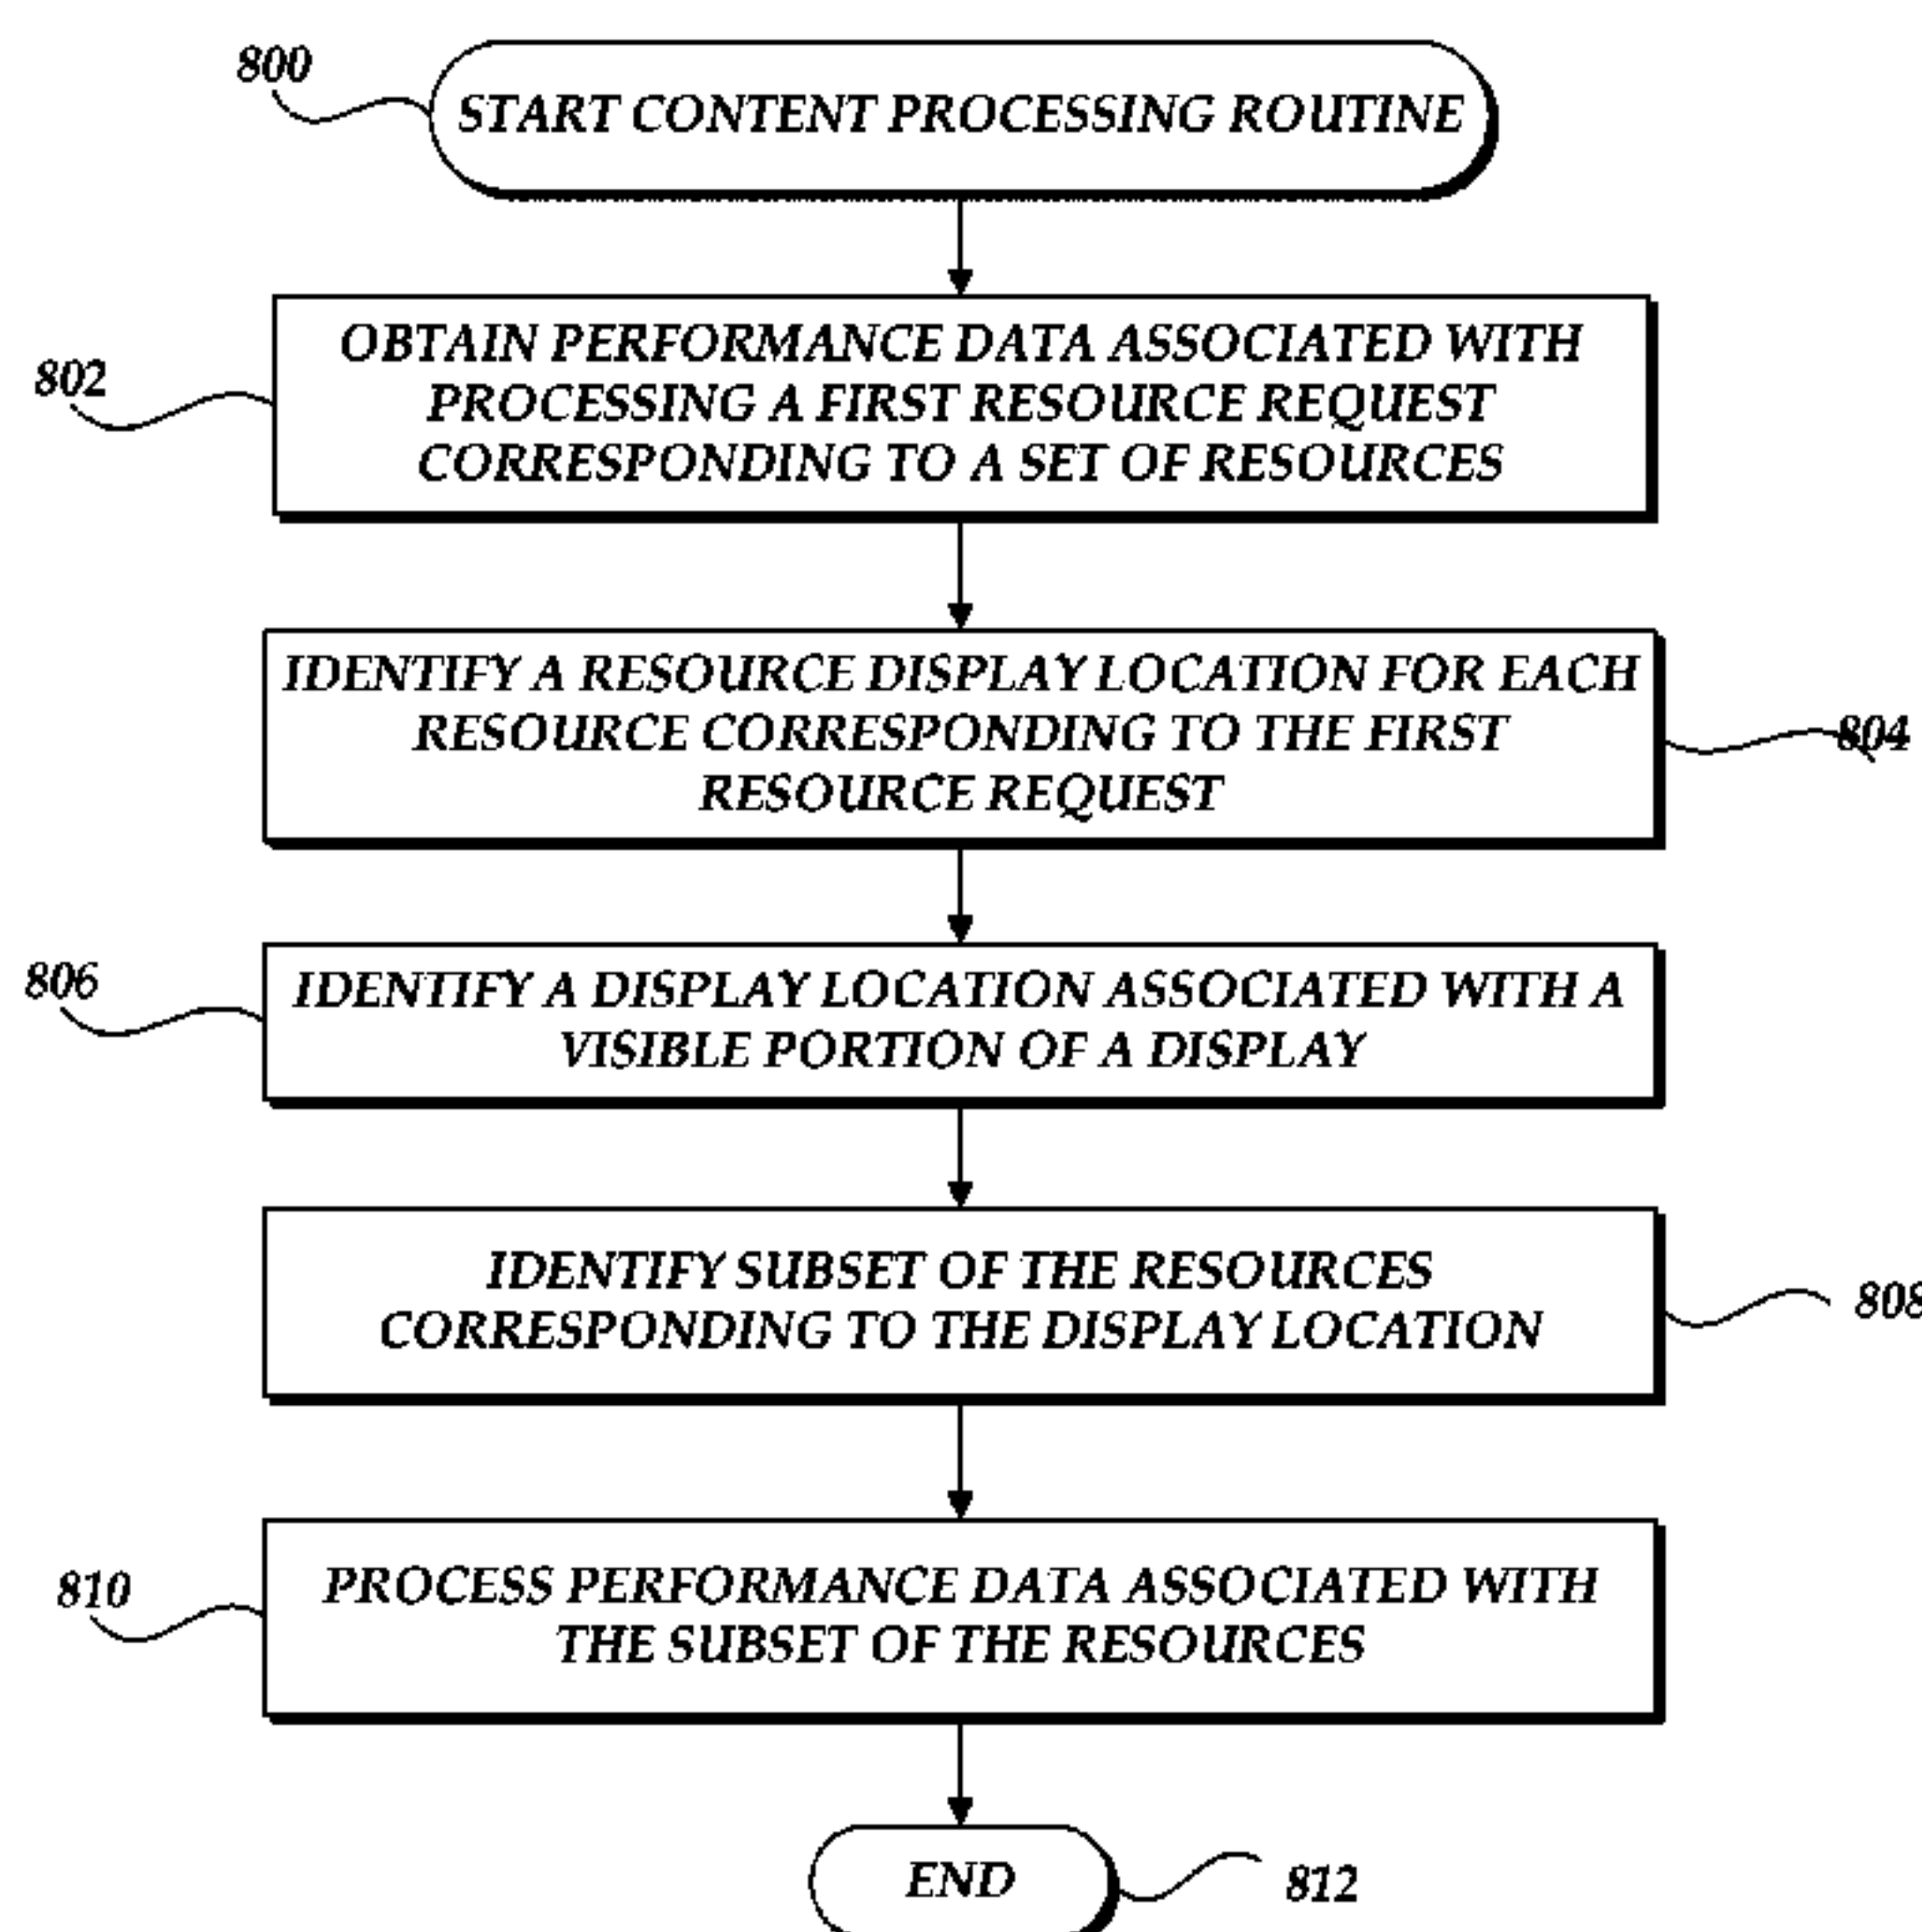 800
START CONTENT PROCESSING ROUTINE
802
OBTAIN PERFORMANCE DATA ASSOCIATED WITH
PROCESSING A FIRST RESOURCE REQUEST
CORRESPONDING TO A SET OF RESOURCES
IDENTIFY A RESOURCE DISPLAY LOCATION FOR EACH
RESOURCE CORRESPONDING TO THE FIRST
RESOURCE REQUEST
804
806
IDENTIFY A DISPLAY LOCATION ASSOCIATED WITH A
VISIBLE PORTION OF A DISPLAY
IDENTIFY SUBSET OF THE RESOURCES
CORRESPONDING TO THE DISPLAY LOCATION
808
810
PROCESS PERFORMANCE DATA ASSOCIATED WITH
THE SUBSET OF THE RESOURCES
END
812